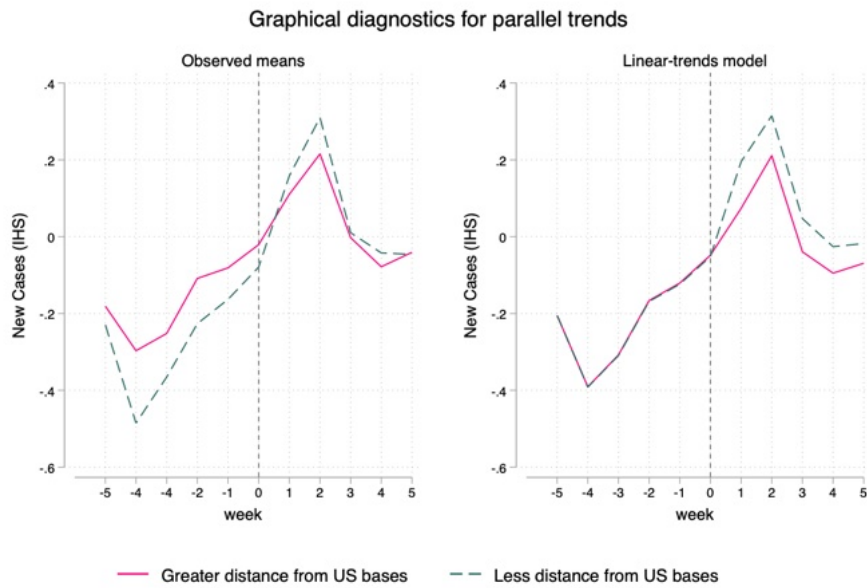 Graphical diagnostics for parallel trends
Observed means
.4
.2
0
-.2
-.4
-.6
New Cases (IHS)
-5 -4 -4 -2 -1 0 1 2 3 4 5
week
Linear-trends model
.4
.2
0
-.2
-.4
-.6
New Cases (IHS)
-5 -4 -3 -2 -1 0 1 2 3 4 5
week
Greater distance from US bases
Less distance from US bases